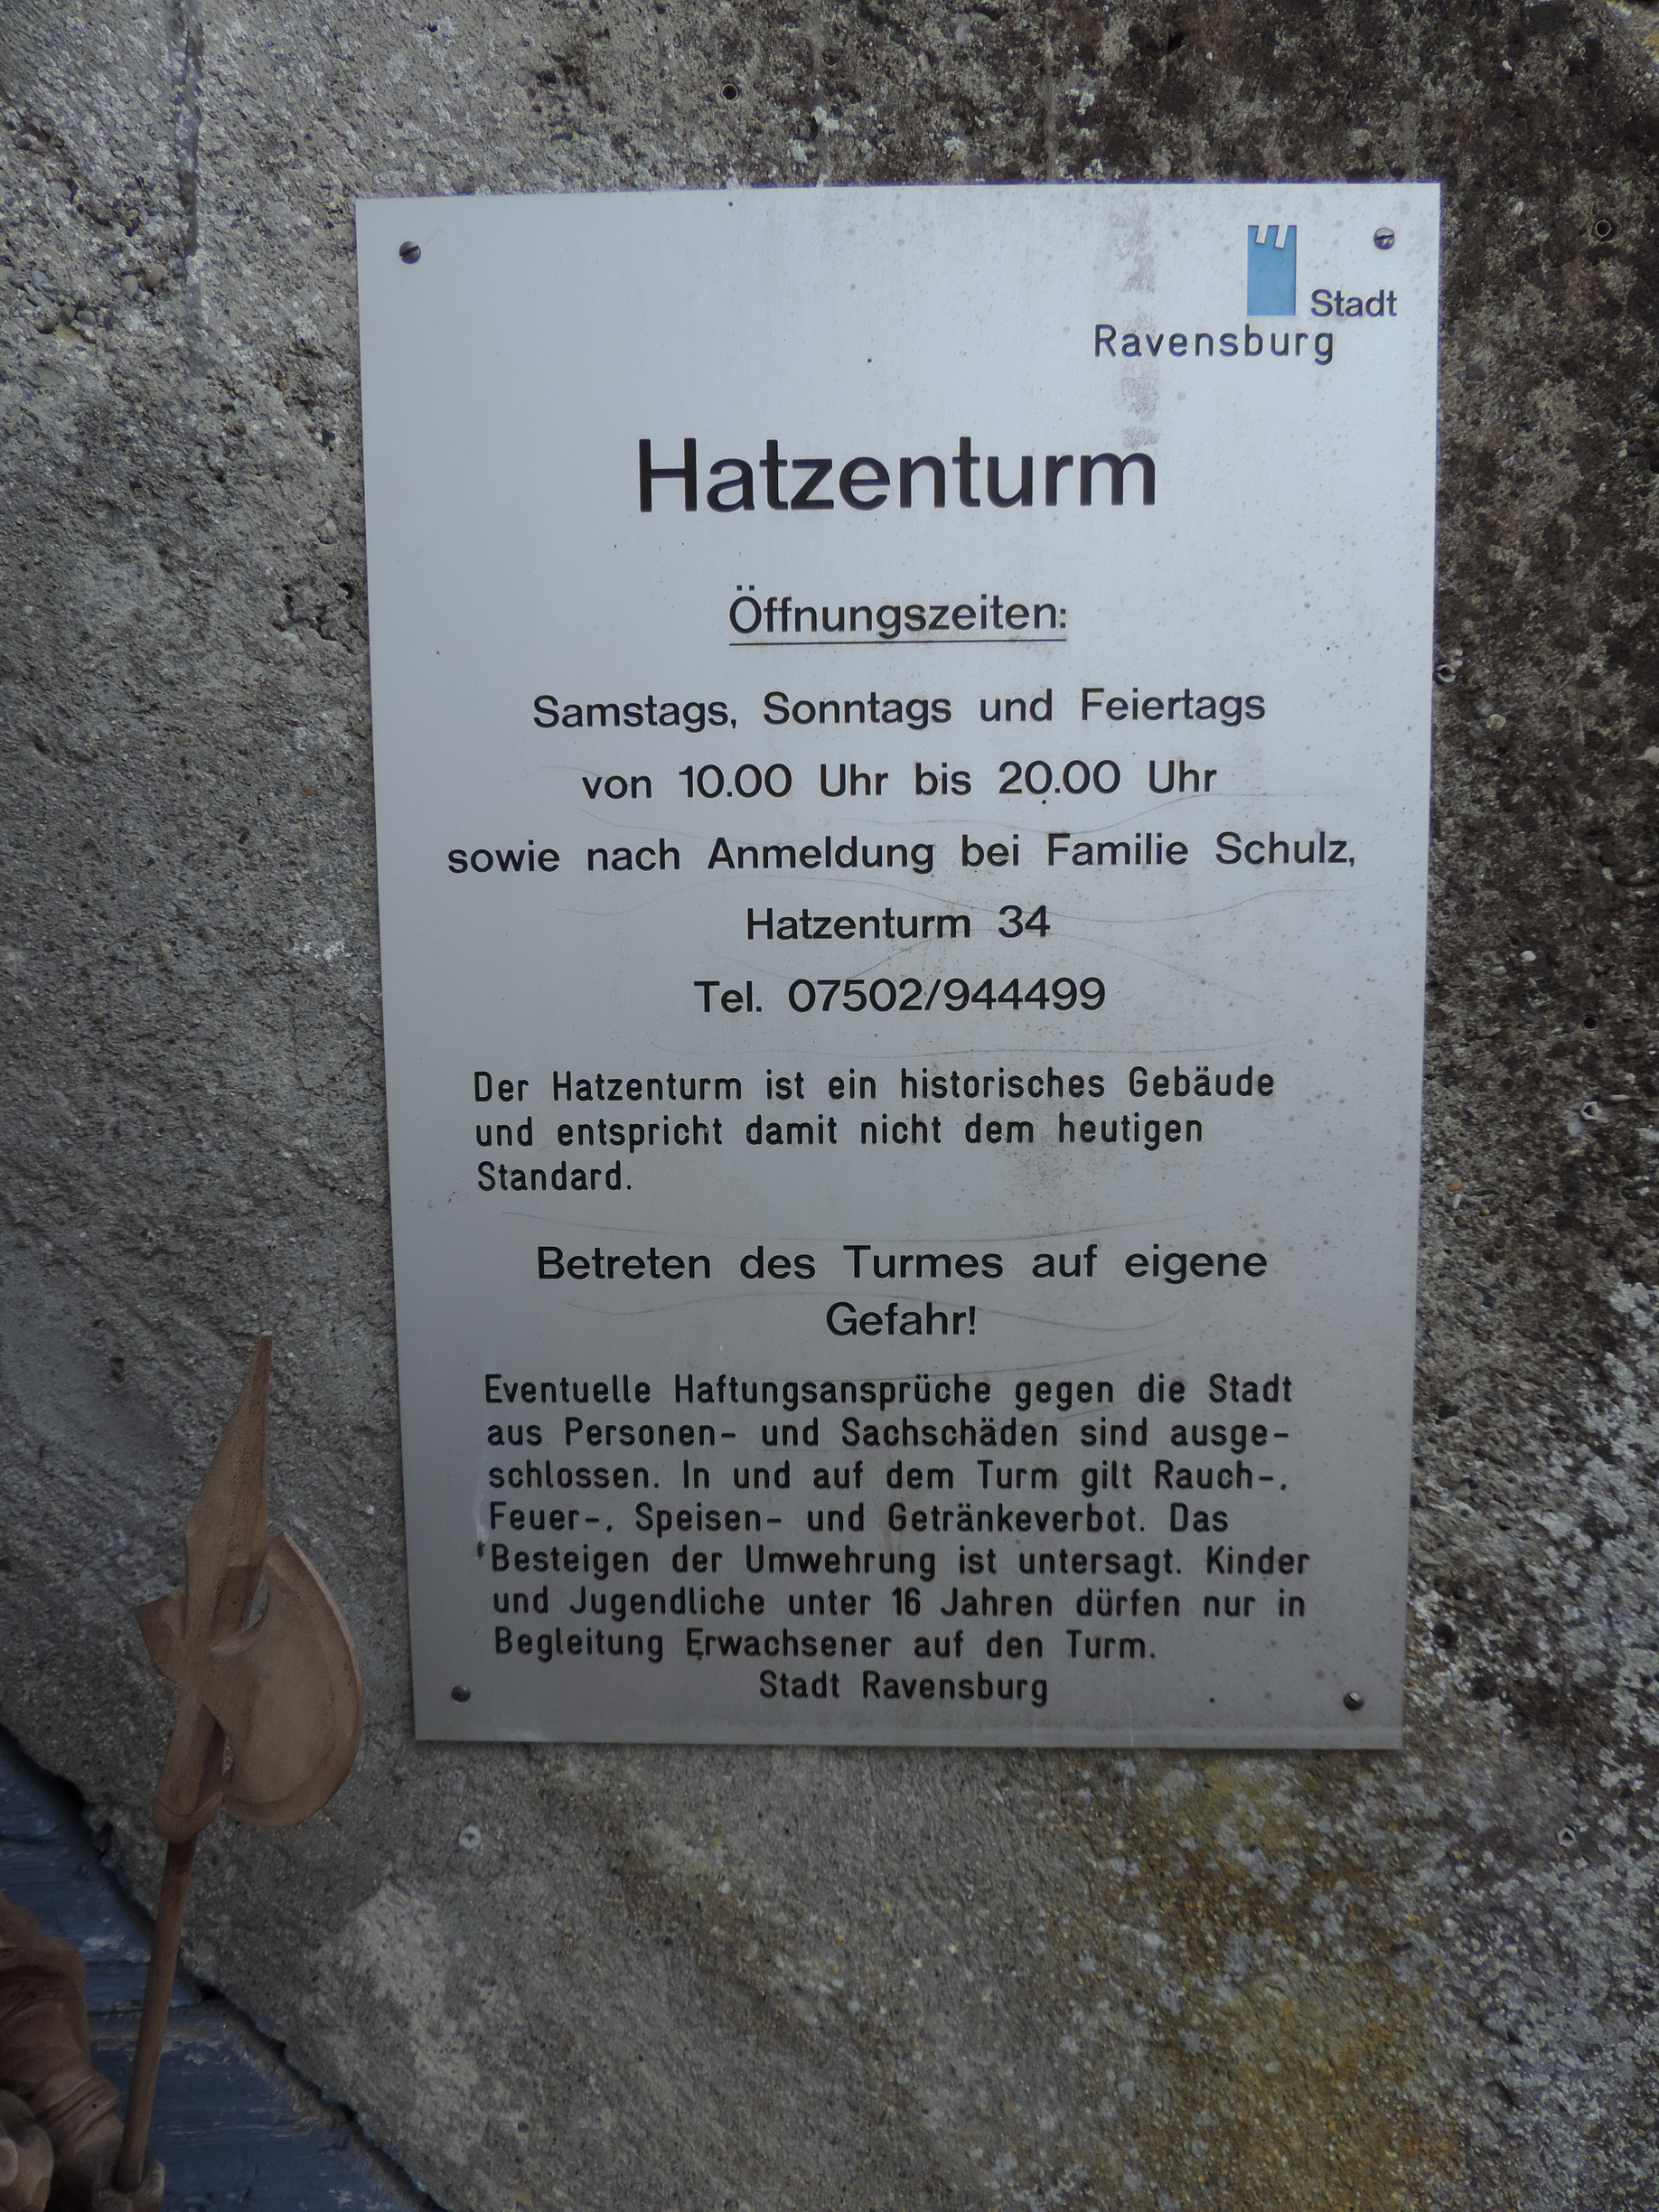 Stadt
Ravensburg
Hatzenturm
Öffnungszeiten:
Samstags, Sonntags und Feiertags
von 10.00 Uhr bis 20.00 Uhr
sowie nach Anmeldung bei Familie Schulz,
Hatzenturm 34
Tel. 07502/944499
Der Hatzenturm ist ein historisches Gebäude
und entspricht damit nicht dem heutigen
Standard.
Betreten des Turmes auf eigene
Gefahr!
Eventuelle Haftungsansprüche gegen die Stadt
aus Personen- und Sachschäden sind ausge-
schlossen. In und auf dem Turm gilt Rauch-,
Feuer-, Speisen- und Getränkeverbot. Das
Besteigen der Umwehrung ist untersagt. Kinder
und Jugendliche unter 16 Jahren dürfen nur in
Begleitung Erwachsener auf den Turm.
Stadt Ravensburg